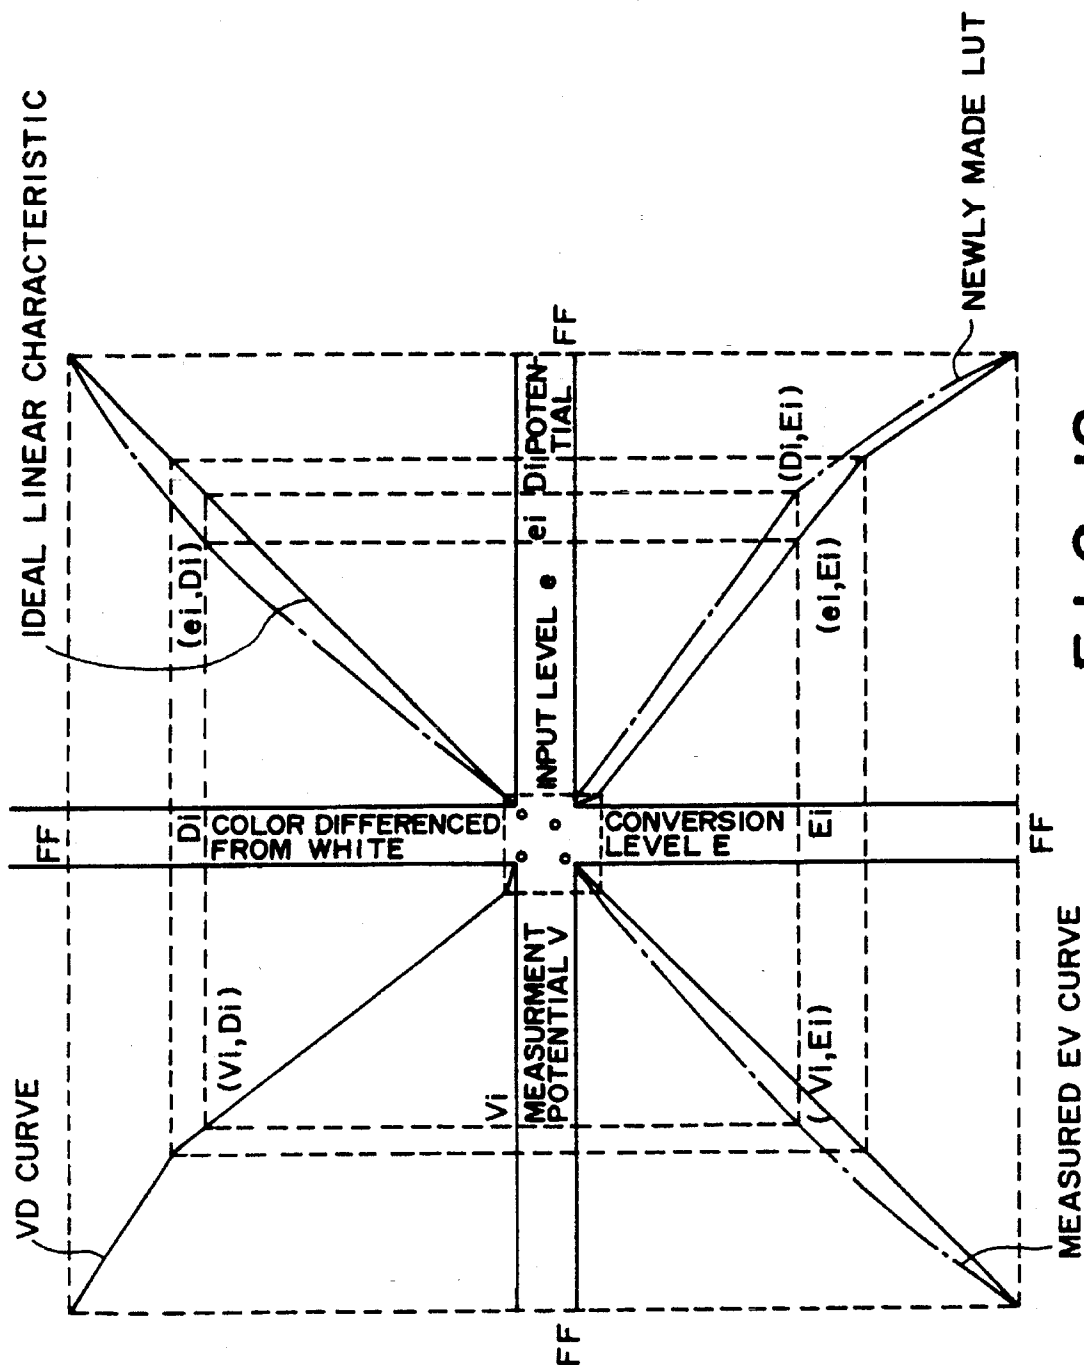 IDEAL LINEAR CHARACTERISTIC
NEWLY MADE LUT
VD CURVE
MEASURED EV CURVE
FF
Di
COLOR DIFFERENCED
FROM WHITE
(ei,Di)
(Vi,Di)
INPUT LEVEL e
ei
Di
POTEN-
TIAL
FF
o
o
o
o
Vi
MEASURMENT
POTENTIAL V
FF
CONVERSION
LEVEL E
Ei
FF
(Di,Ei)
(ei,Ei)
(Vi,Ei)